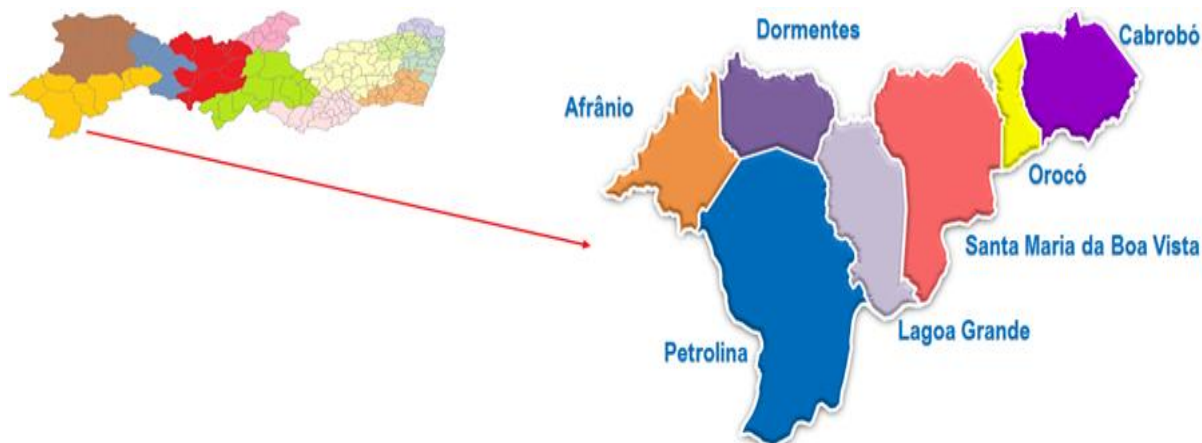 Dormentes
Cabrobó
Afrânio
Orocó
Santa Maria da Boa Vista
Lagoa Grande
Petrolina